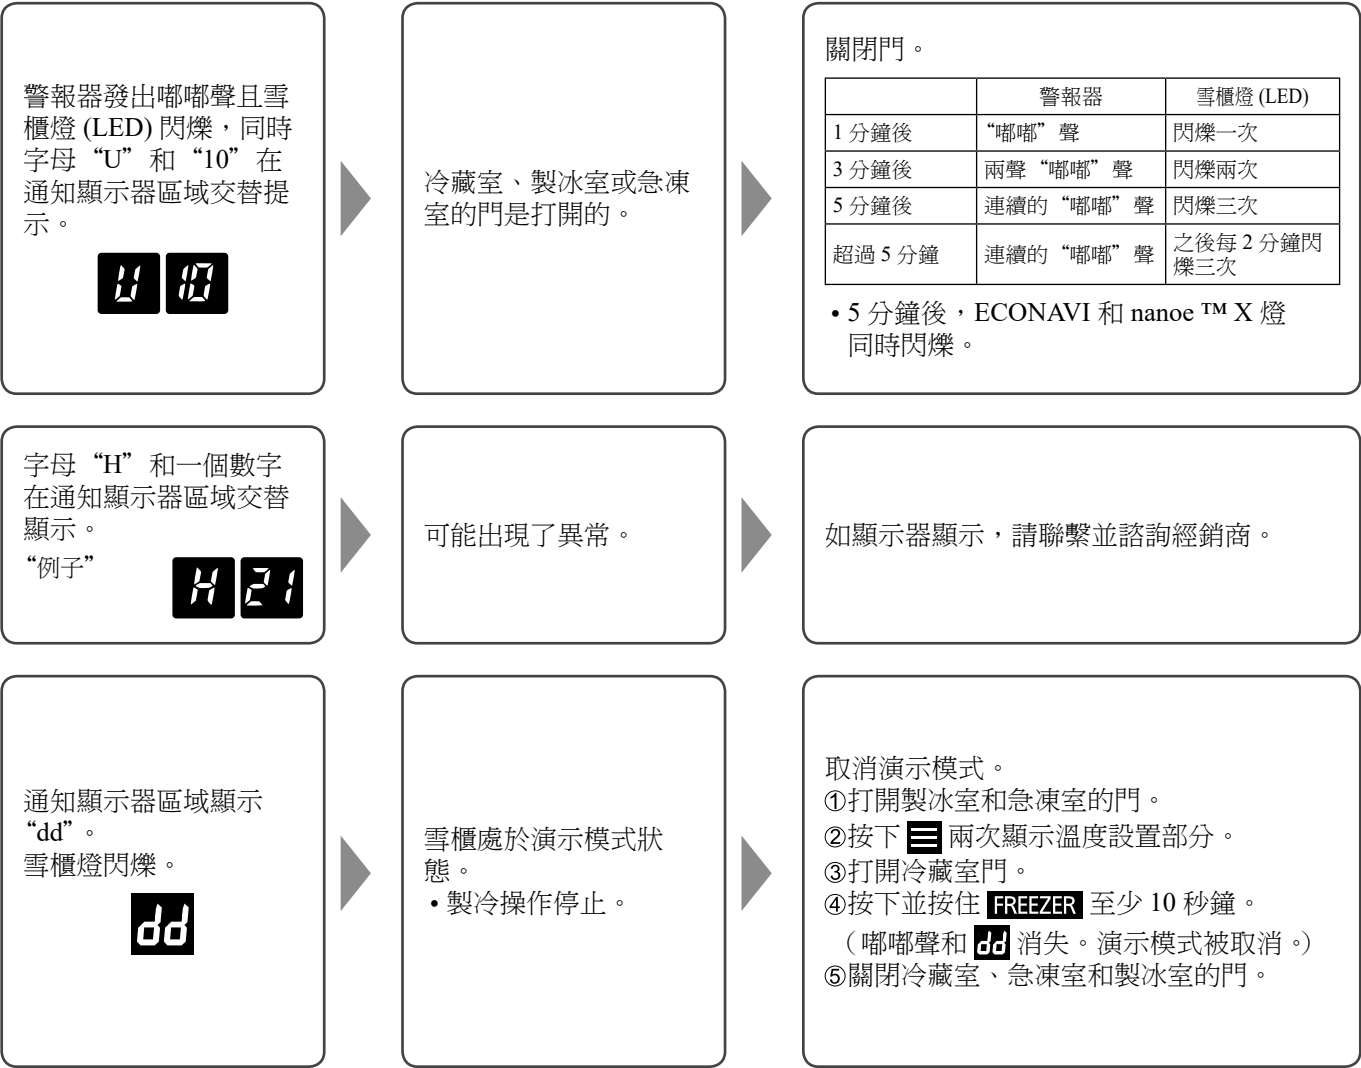 警報器發出嘟嘟聲且雪
櫃燈 (LED) 閃爍，同時
字母“U”和“10”在
通知顯示器區域交替提
示。
U 10
冷藏室、製冰室或急凍
室的門是打開的。
關閉門。
警報器 雪櫃燈 (LED)
1 分鐘後 “嘟嘟”聲 閃爍一次
3 分鐘後 兩聲“嘟嘟”聲 閃爍兩次
5 分鐘後 連續的“嘟嘟”聲 閃爍三次
超過 5 分鐘 連續的“嘟嘟”聲 之後每 2 分鐘閃
爍三次
• 5 分鐘後，ECONAVI 和 nanoe ™ X 燈
同時閃爍。
字母“H”和一個數字
在通知顯示器區域交替
顯示。
“例子”
H 21
可能出現了異常。
如顯示器顯示，請聯繫並諮詢經銷商。
通知顯示器區域顯示
“dd”。
雪櫃燈閃爍。
dd
雪櫃處於演示模式狀
態。
• 製冷操作停止。
取消演示模式。
①打開製冰室和急凍室的門。
②按下 兩次顯示溫度設置部分。
③打開冷藏室門。
④按下並按住 FREEZER 至少 10 秒鐘。
（嘟嘟聲和 dd 消失。演示模式被取消。）
⑤關閉冷藏室、急凍室和製冰室的門。